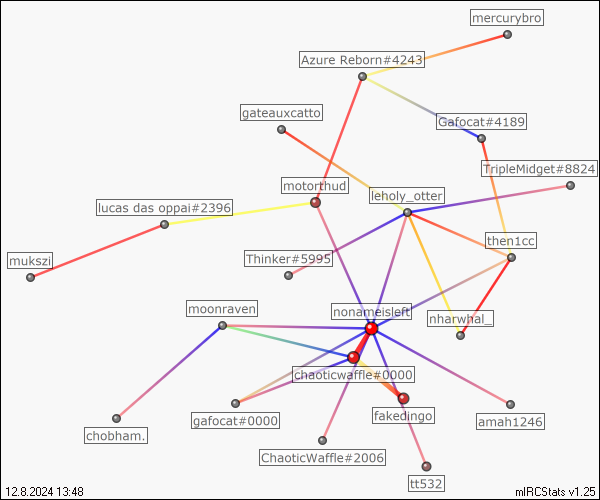 mercurybro
Azure Reborn#4243
gateauxcatto
Gafocat#4189
TripleMidget#8824
motorthud
leholy_otter
lucas das oppai#2396
then1cc
mukszi
Thinker#5995
moonraven
nonameisleft
nharwhal_
chaoticwaffle#0000
gafocat#0000
fakedingo
amah1246
chobham.
ChaoticWaffle#2006
tt532
12.8.2024 13:48
mIRCStats v1.25